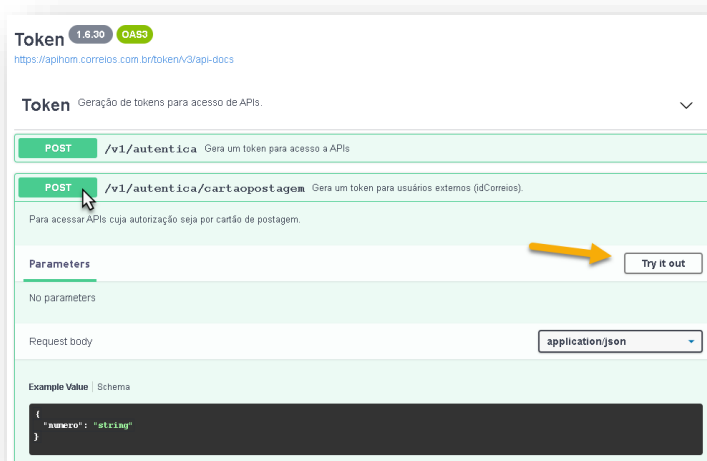 Token 1.6.30 OAS3
https://apihom.correios.com.br/token/v3/api-docs
Token Geração de tokens para acesso de APIs.
POST /v1/autentica Gera um token para acesso a APIs
POST /v1/autentica/cartaopostagem Gera um token para usuários externos (idCorreios).
Para acessar APIs cuja autorização seja por cartão de postagem.
Parameters Try it out
No parameters
Request body application/json
Example Value Schema
{
"numero": "string"
}